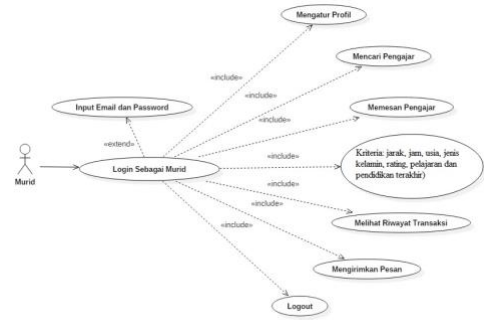 Mengatur Profil
«include»
Mencari Pengajar
«include»
Input Email dan Password
Memesan Pengajar
«include»
«extend»
Murid
Login Sebagai Murid
«include»
Kriteria: jarak, jam, usia, jenis
kelamin, rating, pelajaran dan
pendidikan terakhir)
«include»
Melihat Riwayat Transaksi
«include»
«include»
Mengirimkan Pesan
Logout